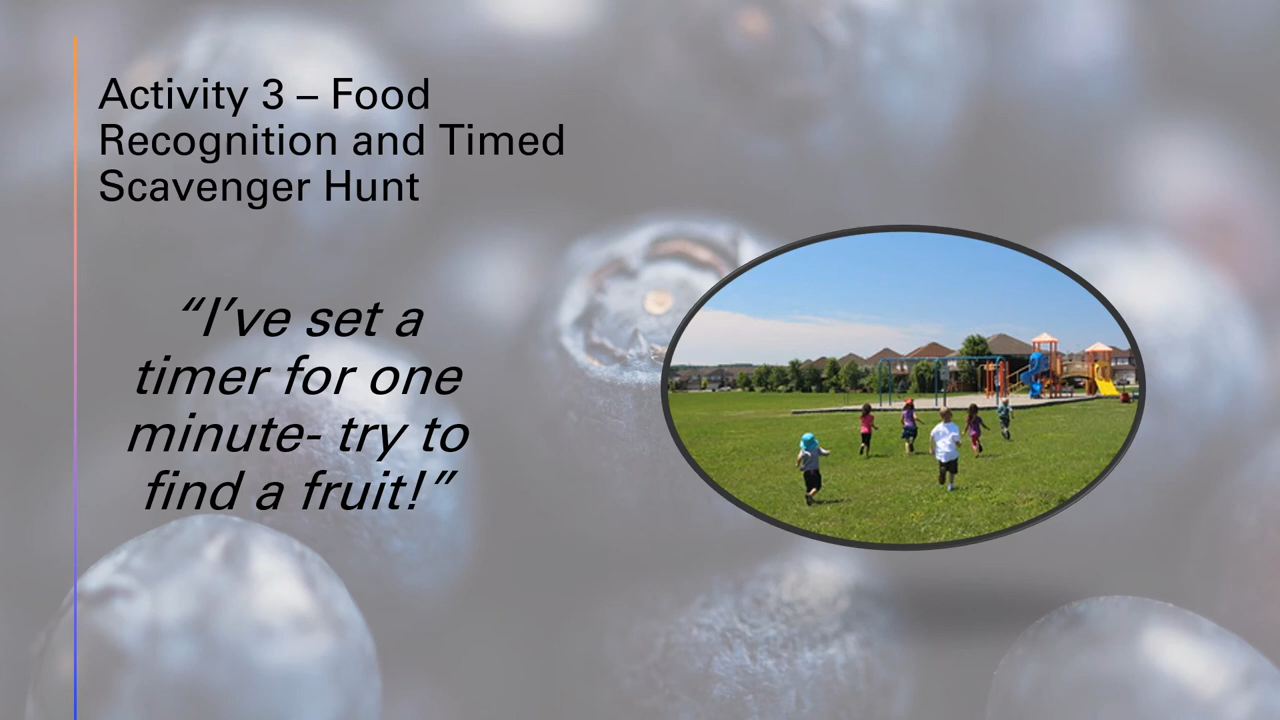 Activity 3 – Food
Recognition and Timed
Scavenger Hunt
“I’ve set a
timer for one
minute- try to
find a fruit!”